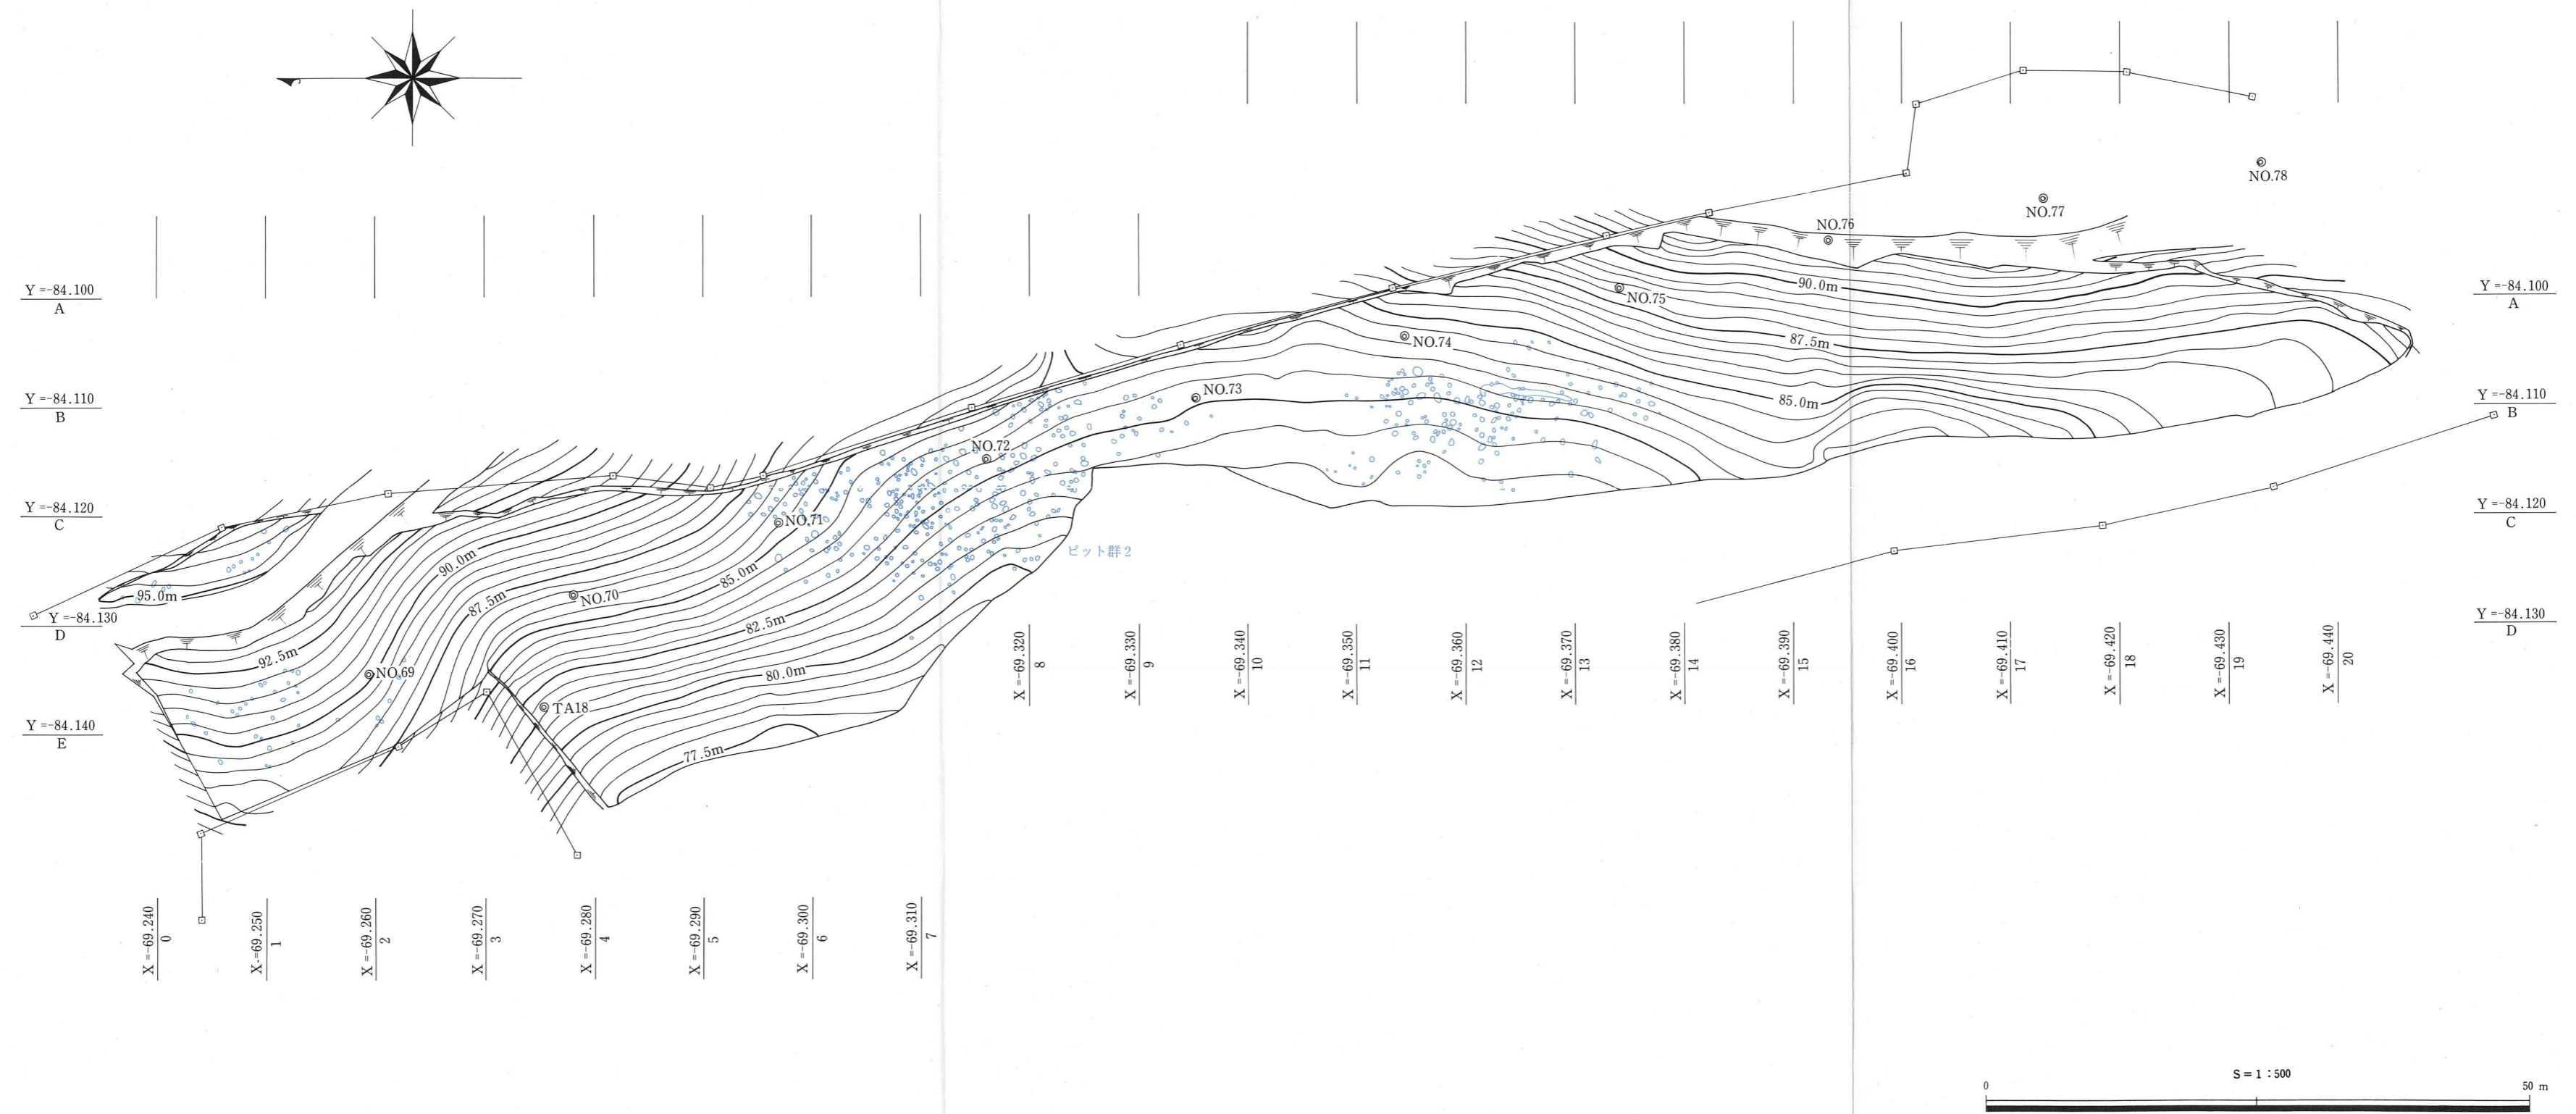 NO.78
NO.77
NO.76
Y =-84.100
A
90.0m
Y =-84.100
A
NO.75
NO.74
87.5m
NO.73
Y =-84.110
B
85.0m
Y =-84.110
B
NO.72
Y =-84.120
C
NO.71
Y =-84.120
C
ピット群2
90.0m
95.0m
87.5m
85.0m
NO.70
Y =-84.130
D
82.5m
Y =-84.130
D
92.5m
NO.69
80.0m
TA18
Y =-84.140
E
77.5m
X =-69.320
8
X =-69.330
9
X =-69.340
10
X =-69.350
11
X =-69.360
12
X =-69.370
13
X =-69.380
14
X =-69.390
15
X =-69.400
16
X =-69.410
17
X =-69.420
18
X =-69.430
19
X =-69.440
20
X =-69.240
0
X-=69.250
1
X =-69.260
2
X =-69.270
3
X =-69.280
4
X =-69.290
5
X =-69.300
6
X =-69.310
7
S = 1 : 500
0
50 m